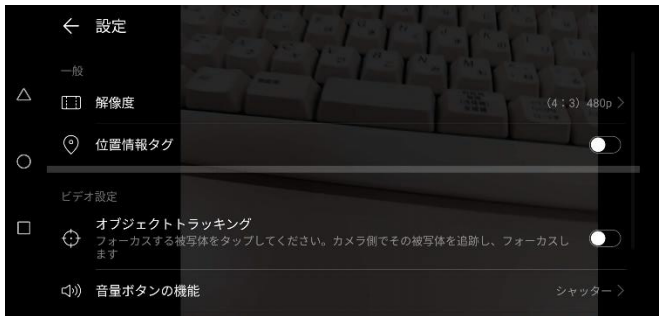 設定
一般
解像度
(4:3) 480p
位置情報タグ
ビデオ設定
オブジェクトトラッキング
フォーカスする被写体をタップしてください。カメラ側でその被写体を追跡し、フォーカスし
ます
音量ボタンの機能
シャッター